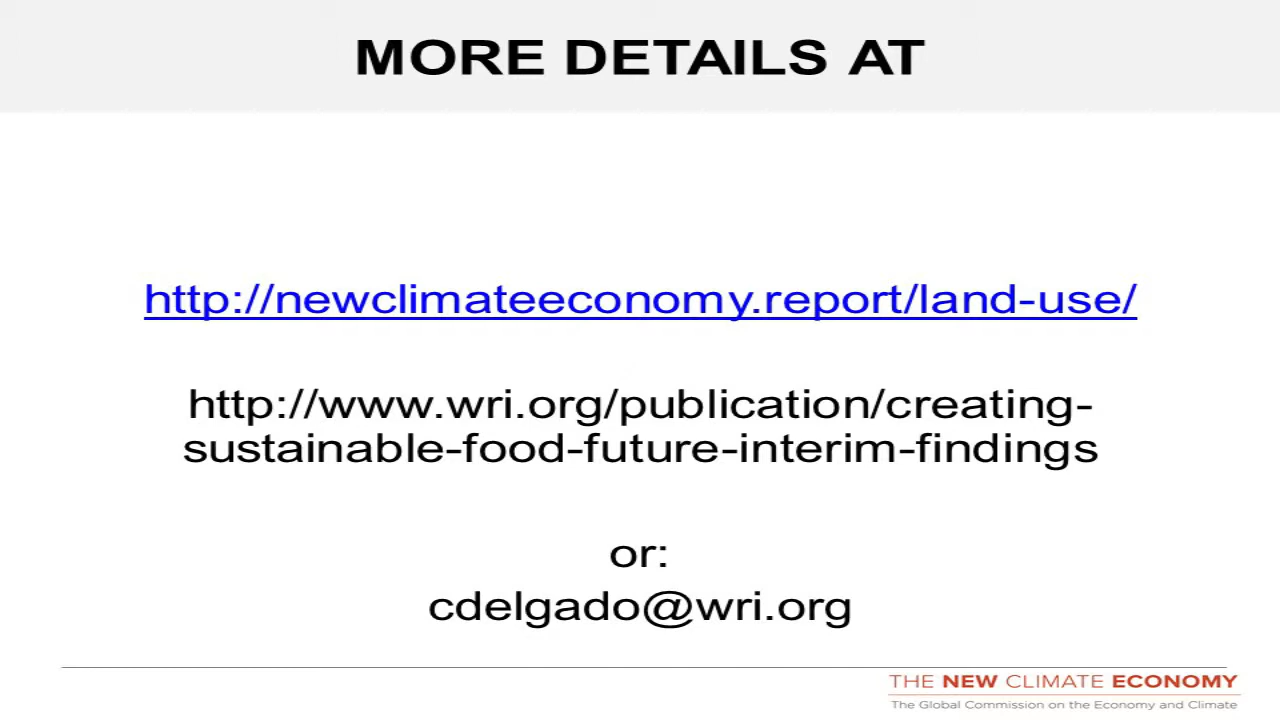 MORE DETAILS AT
http://newclimateeconomy.report/land-use/
http://www.wri.org/publication/creating-
sustainable-food-future-interim-findings
or:
cdelgado@wri.org
THE NEW CLIMATE ECONOMY
The Global Commission on the Economy and Climate